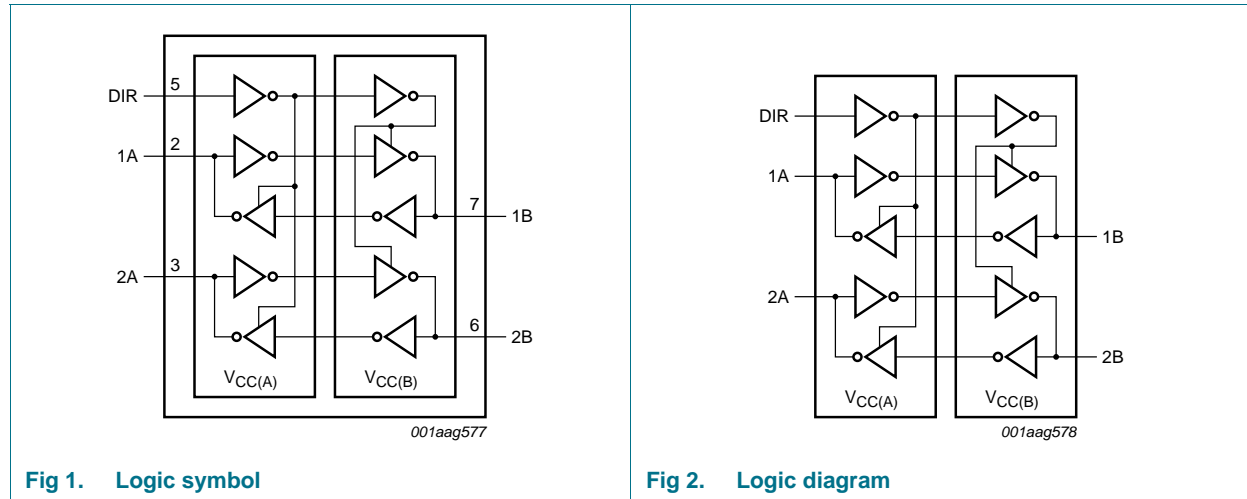 DIR
5
1A
2
7
1B
2A
3
6
2B
VCC(A)
VCC(B)
001aag577
Fig 1. Logic symbol
DIR
1A
1B
2A
2B
VCC(A)
VCC(B)
001aag578
Fig 2. Logic diagram